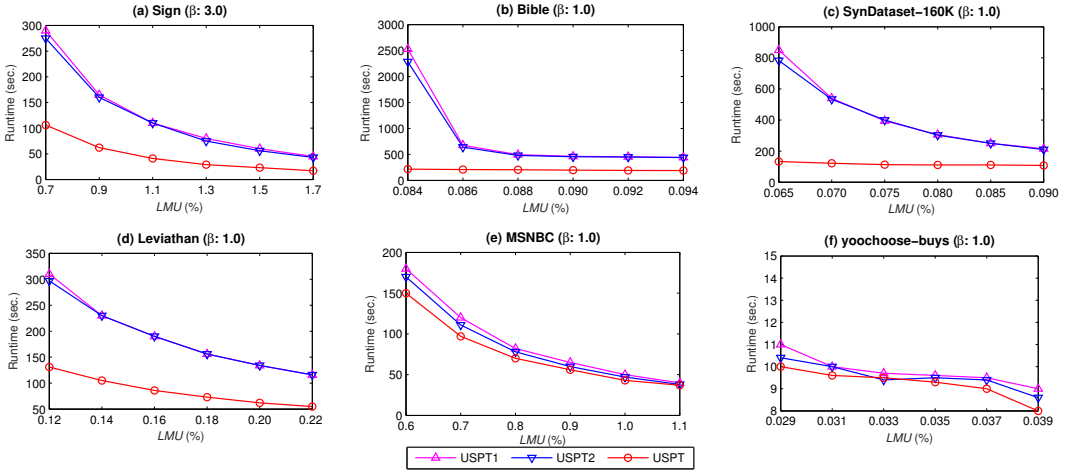 (a) Sign (β: 3.0)
Runtime (sec.)
300
250
200
150
100
50
0
0.7 0.9 1.1 1.3 1.5 1.7
LMU (%)
(b) Bible (β: 1.0)
Runtime (sec.)
3000
2500
2000
1500
1000
500
0
0.084 0.086 0.088 0.090 0.092 0.094
LMU (%)
(c) SynDataset-160K (β: 1.0)
Runtime (sec.)
1000
800
600
400
200
0
0.065 0.070 0.075 0.080 0.085 0.090
LMU (%)
(d) Leviathan (β: 1.0)
Runtime (sec.)
350
300
250
200
150
100
50
0.12 0.14 0.16 0.18 0.20 0.22
LMU (%)
(e) MSNBC (β: 1.0)
Runtime (sec.)
200
150
100
50
0
0.6 0.7 0.8 0.9 1.0 1.1
LMU (%)
(f) yoochoose-buys (β: 1.0)
Runtime (sec.)
15
14
13
12
11
10
9
8
0.029 0.031 0.033 0.035 0.037 0.039
LMU (%)
USPT1 USPT2 USPT